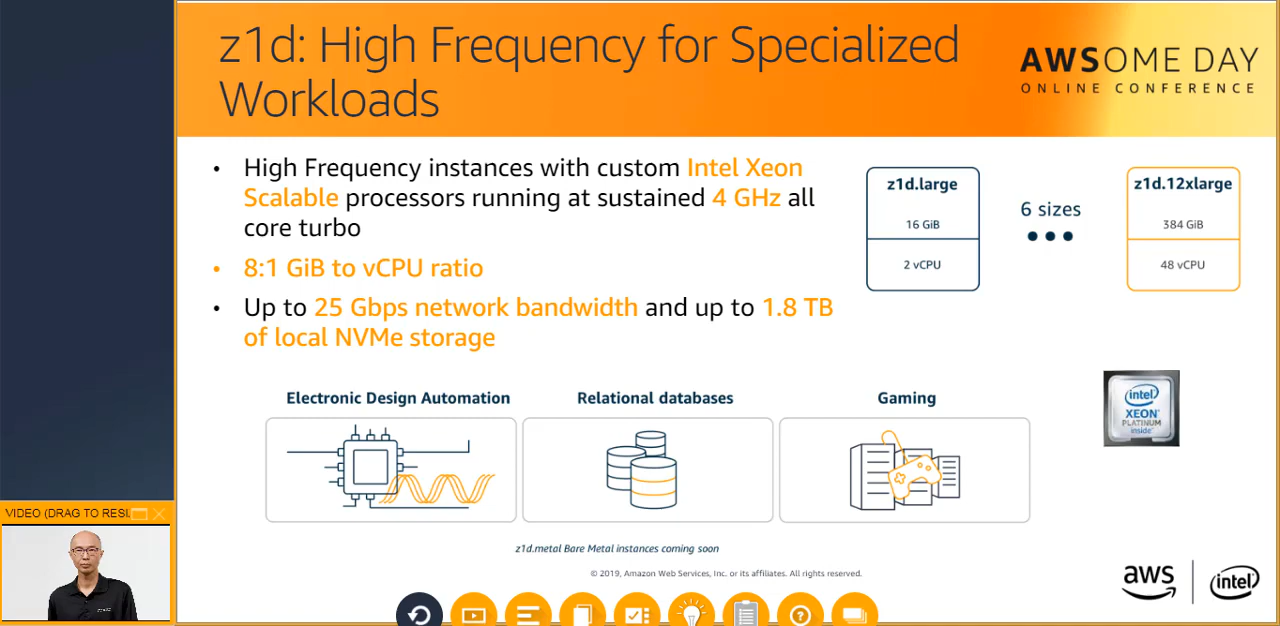 z1d: High Frequency for Specialized
Workloads
AWSOME DAY
ONLINE CONFERENCE
• High Frequency instances with custom Intel Xeon
Scalable processors running at sustained 4 GHz all
core turbo
• 8:1 GiB to vCPU ratio
• Up to 25 Gbps network bandwidth and up to 1.8 TB
of local NVMe storage
z1d.large
16 GiB
2 vCPU
6 sizes
z1d.12xlarge
384 GiB
48 vCPU
Electronic Design Automation
Relational databases
Gaming
intel
XEON
PLATINUM
inside
z1d.metal Bare Metal instances coming soon
© 2019, Amazon Web Services, Inc. or its affiliates. All rights reserved.
aws
intel
VIDEO (DRAG TO RESI